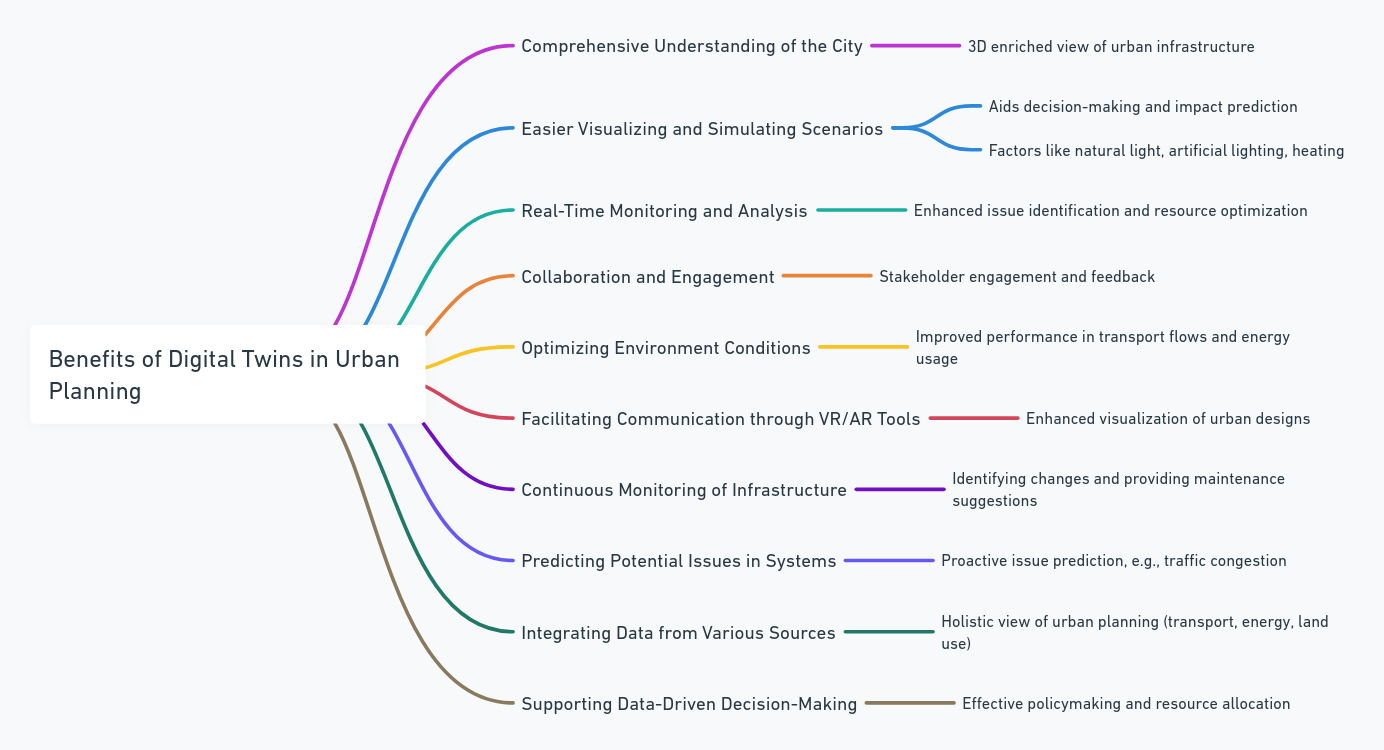 Benefits of Digital Twins in Urban
Planning
Comprehensive Understanding of the City
3D enriched view of urban infrastructure
Easier Visualizing and Simulating Scenarios
Aids decision-making and impact prediction
Factors like natural light, artificial lighting, heating
Real-Time Monitoring and Analysis
Enhanced issue identification and resource optimization
Collaboration and Engagement
Stakeholder engagement and feedback
Optimizing Environment Conditions
Improved performance in transport flows and energy
usage
Facilitating Communication through VR/AR Tools
Enhanced visualization of urban designs
Continuous Monitoring of Infrastructure
Identifying changes and providing maintenance
suggestions
Predicting Potential Issues in Systems
Proactive issue prediction, e.g., traffic congestion
Integrating Data from Various Sources
Holistic view of urban planning (transport, energy, land
use)
Supporting Data-Driven Decision-Making
Effective policymaking and resource allocation